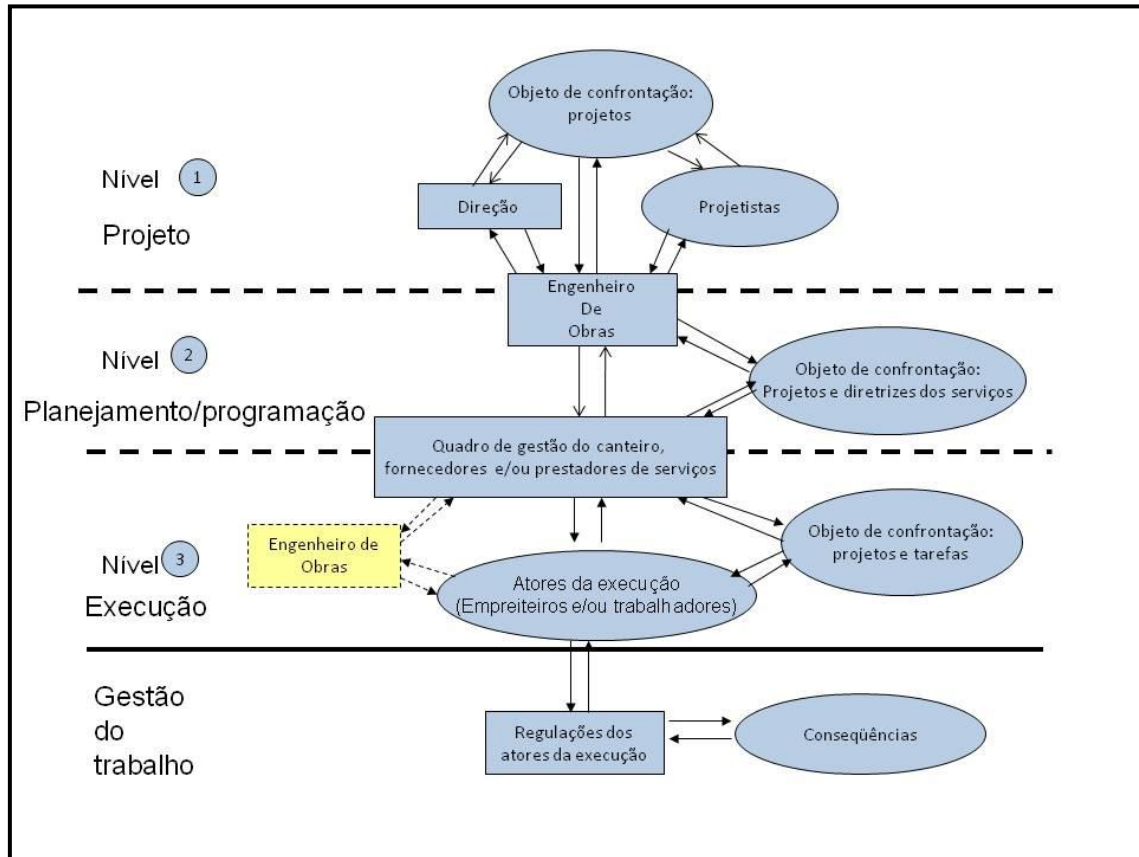 Objeto de confrontação:
projetos
Nível 1
Projeto
Direção
Projetistas
Engenheiro
De
Obras
Nível 2
Planejamento/programação
Objeto de confrontação:
Projetos e diretrizes dos serviços
Quadro de gestão do canteiro,
fornecedores e/ou prestadores de serviços
Nível 3
Execução
Engenheiro de
Obras
Objeto de confrontação:
projetos e tarefas
Atores da execução
(Empreiteiros e/ou trabalhadores)
Gestão
do
trabalho
Regulações dos
atores da execução
Conseqüências